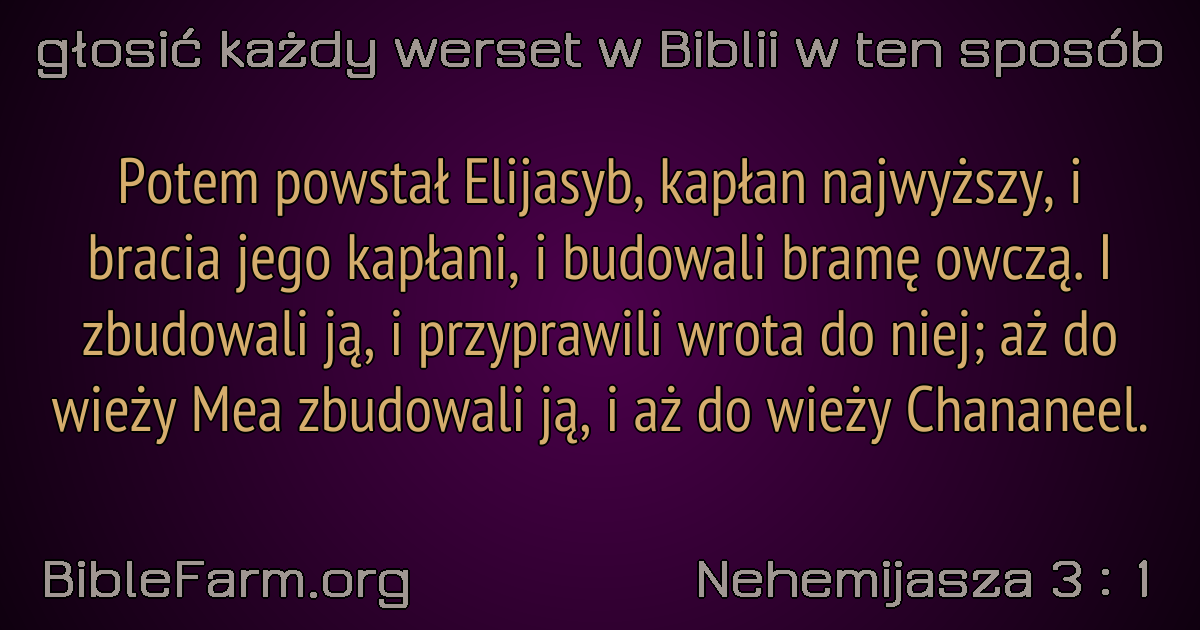 głosić każdy werset w Biblii w ten sposób
Potem powstał Elijasyb, kapłan najwyższy, i
bracia jego kapłani, i budowali bramę owczą. I
zbudowali ją, i przyprawili wrota do niej; aż do
wieży Mea zbudowali ją, i aż do wieży Chananeel.
BibleFarm.org
Nehemijasza 3 : 1